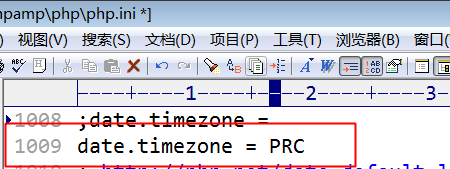 npamp\php\php.ini *]
视图(V) 搜索(S) 文档(D) 项目(P) 工具(T) 浏览器(B) 窗口
1 2 3
1008 ;date.timezone =
1009 date.timezone = PRC